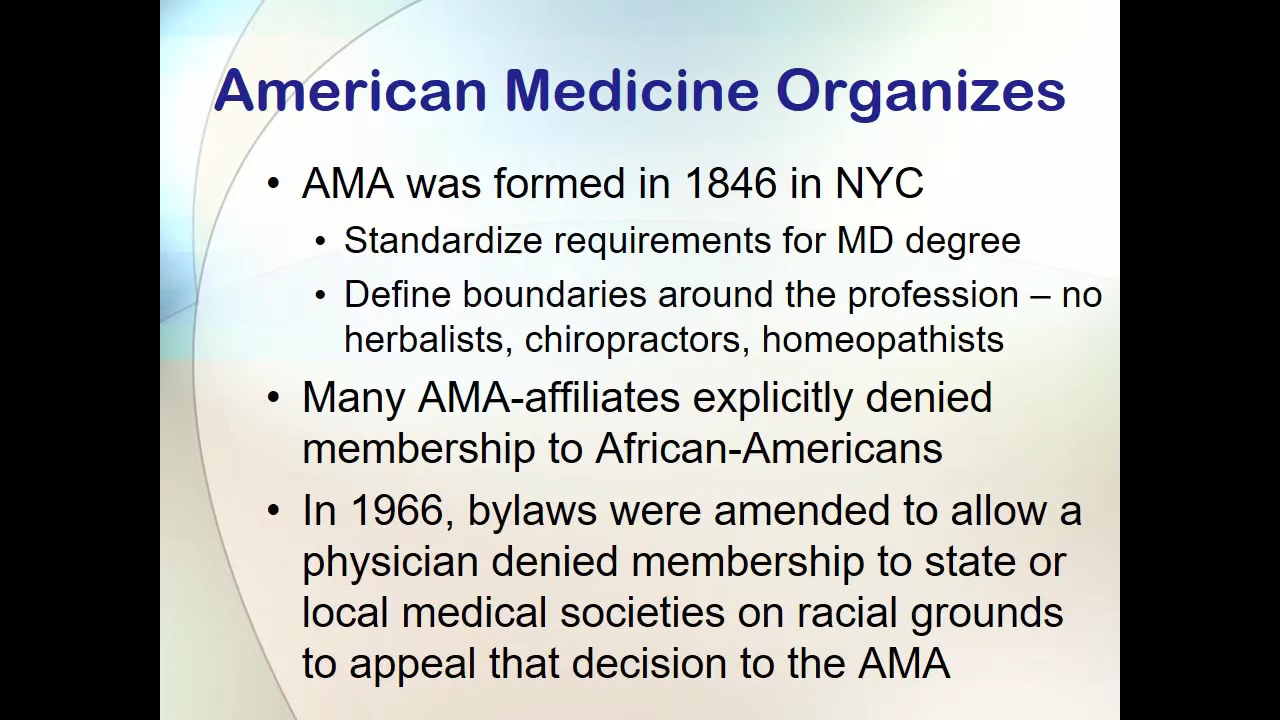 American Medicine Organizes
• AMA was formed in 1846 in NYC
• Standardize requirements for MD degree
• Define boundaries around the profession – no
herbalists, chiropractors, homeopathists
• Many AMA-affiliates explicitly denied
membership to African-Americans
• In 1966, bylaws were amended to allow a
physician denied membership to state or
local medical societies on racial grounds
to appeal that decision to the AMA